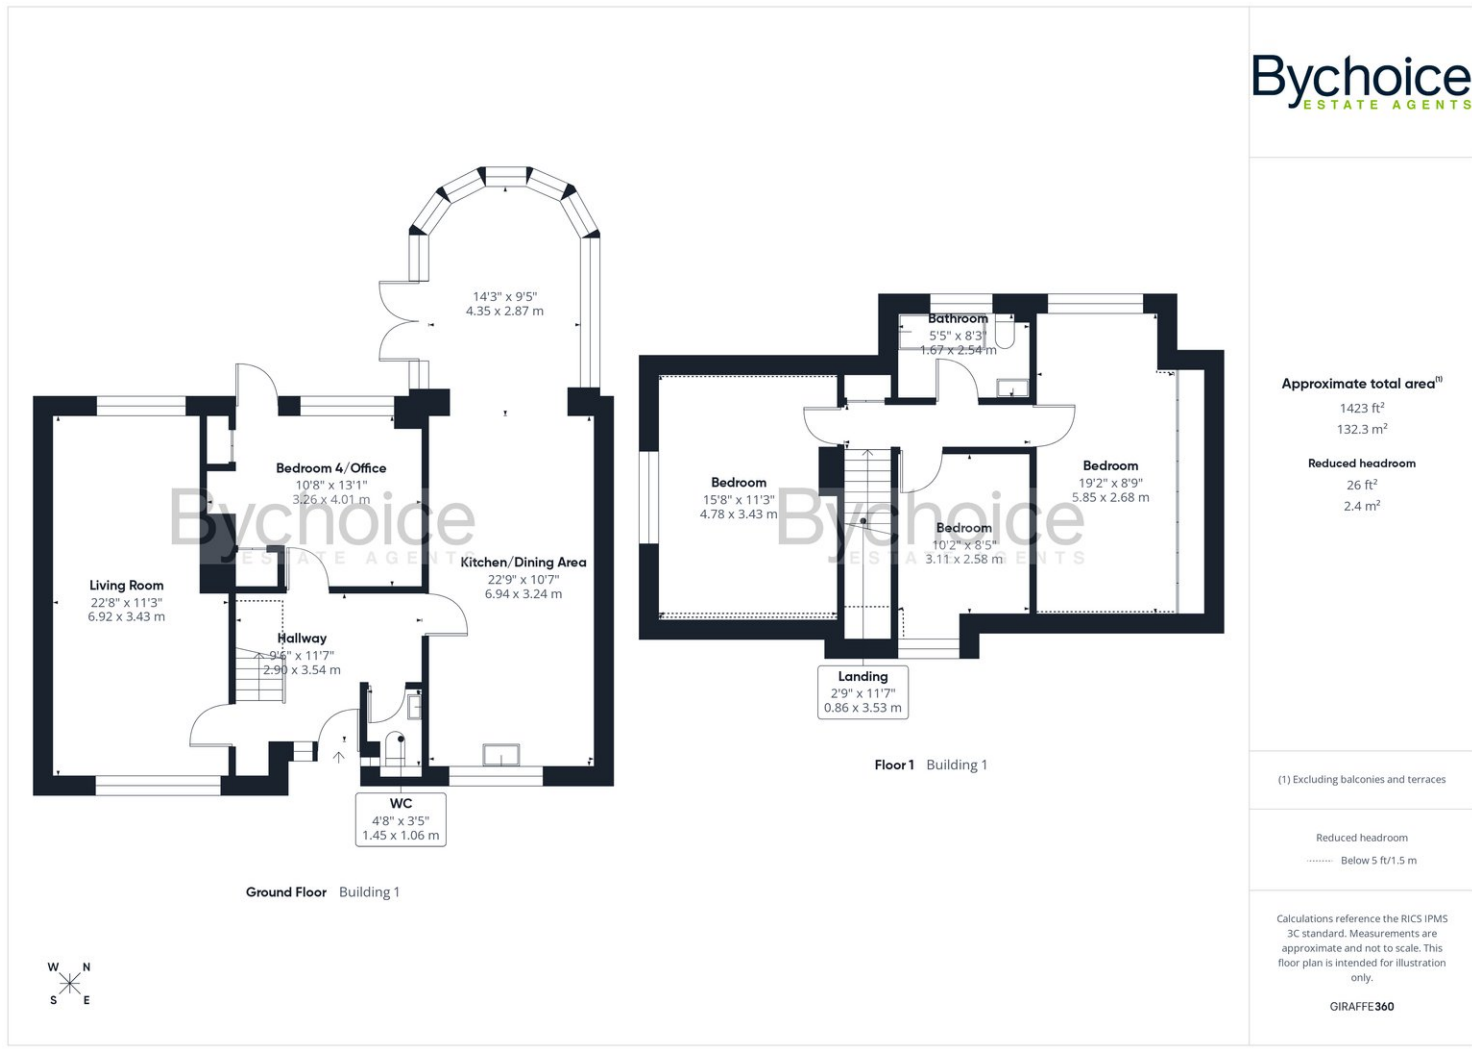 Bychoice
ESTATE AGENTS
14'3" x 9'5"
4.35 x 2.87 m
Bedroom 4/Office
10'8" x 13'1"
3.26 x 4.01 m
Bychoice
ESTATE AGENTS
Kitchen/Dining Area
22'9" x 10'7"
6.94 x 3.24 m
Living Room
22'8" x 11'3"
6.92 x 3.43 m
Hallway
9'6" x 11'7"
2.90 x 3.54 m
WC
4'8" x 3'5"
1.45 x 1.06 m
Ground Floor Building 1
Bathroom
5'5" x 8'3"
1.67 x 2.54 m
Bedroom
15'8" x 11'3"
4.78 x 3.43 m
Bychoice
ESTATE AGENTS
Bedroom
10'2" x 8'5"
3.11 x 2.58 m
Bedroom
19'2" x 8'9"
5.85 x 2.68 m
Landing
2'9" x 11'7"
0.86 x 3.53 m
Floor 1 Building 1
W N
S E
Approximate total area(1)
1423 ft²
132.3 m²
Reduced headroom
26 ft²
2.4 m²
(1) Excluding balconies and terraces
Reduced headroom
Below 5 ft/1.5 m
Calculations reference the RICS IPMS
3C standard. Measurements are
approximate and not to scale. This
floor plan is intended for illustration
only.
GIRAFFE360